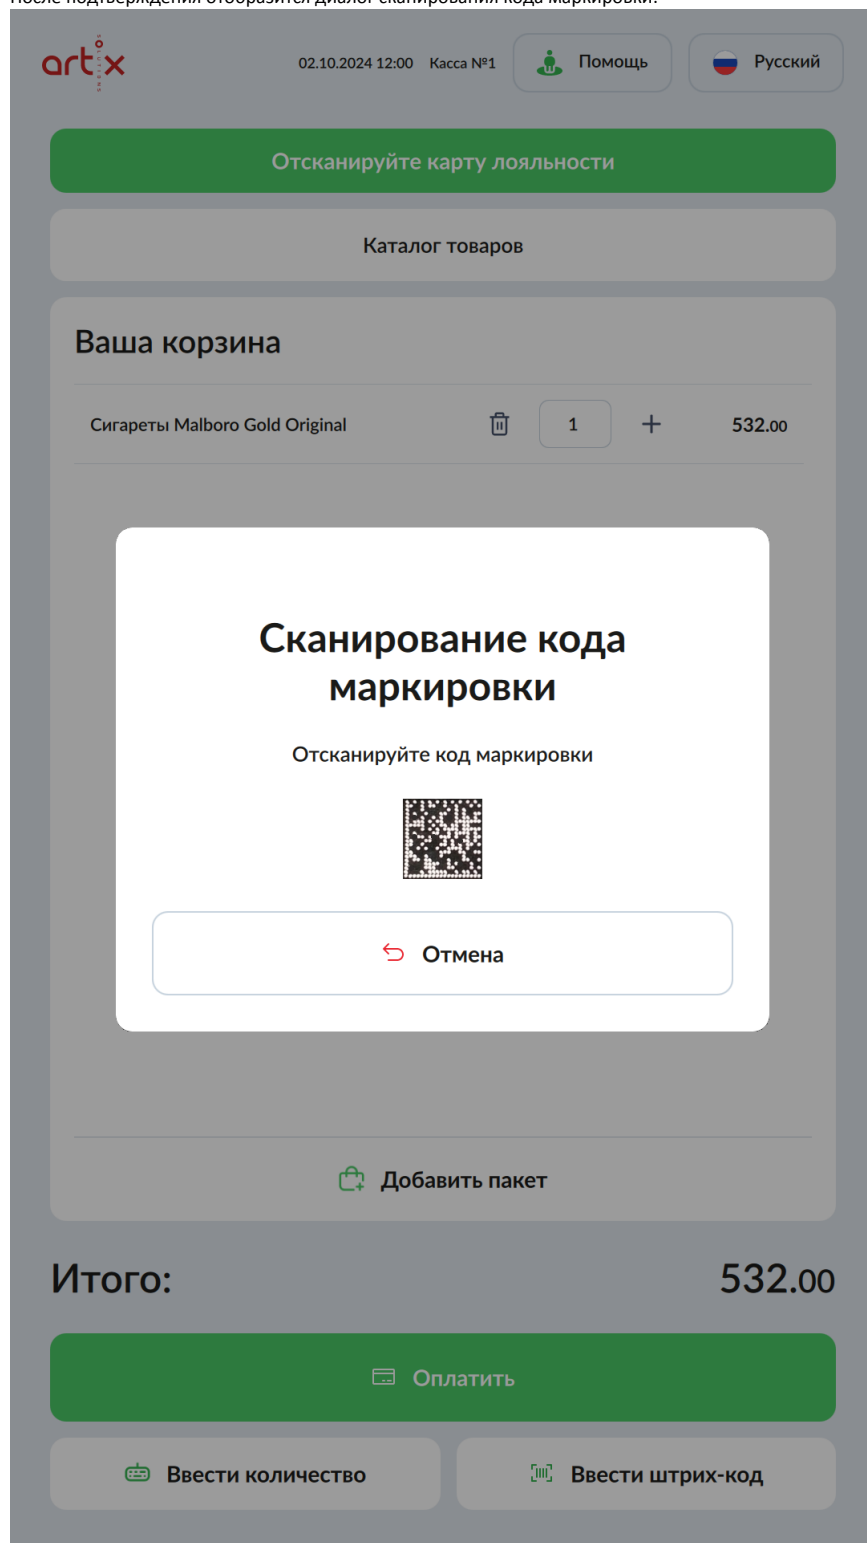 После подтверждения отобразится диалог сканирования кода маркировки:
artix
02.10.2024 12:00 Касса №1 Помощь Русский
Отсканируйте карту лояльности
Каталог товаров
Ваша корзина
Сигареты Malboro Gold Original 1 532.00
Сканирование кода
маркировки
Отсканируйте код маркировки
Отмена
Добавить пакет
Итого: 532.00
Оплатить
Ввести количество Ввести штрих-код